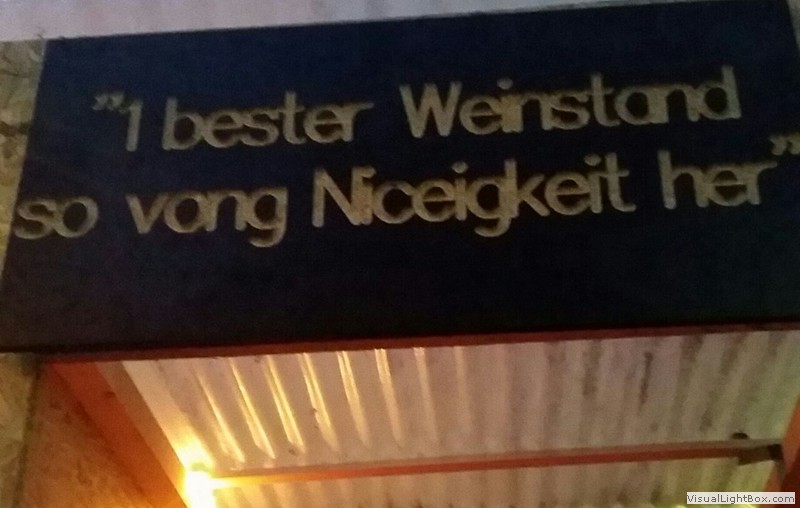 "1 bester Weinstand
so vong Niceigkeit her"
VisualLightBox.com